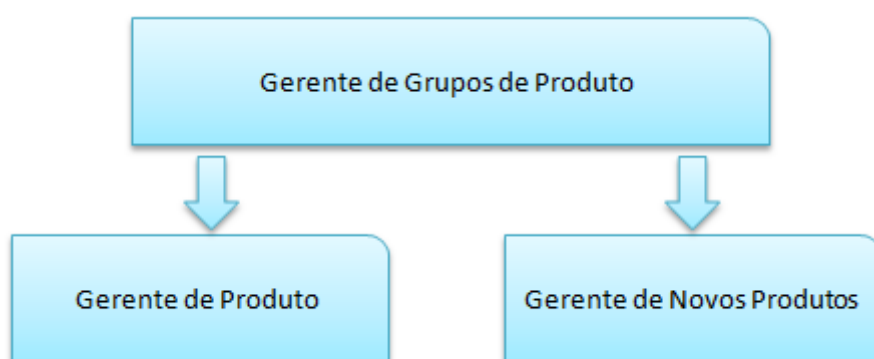 Gerente de Grupos de Produto
Gerente de Produto
Gerente de Novos Produtos